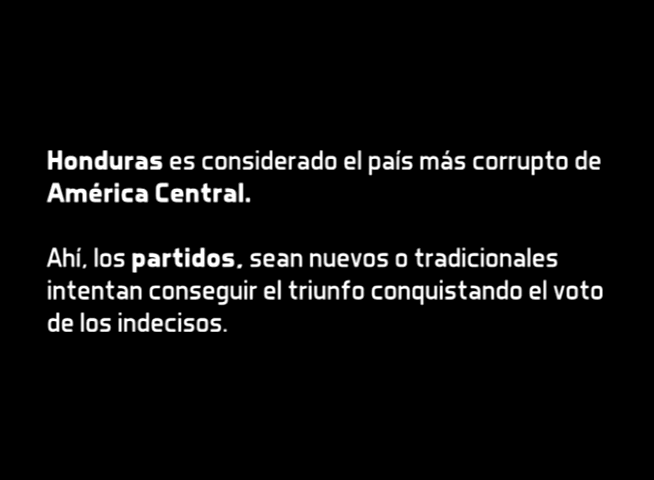 Honduras es considerado el país más corrupto de
América Central.
Ahí, los partidos, sean nuevos o tradicionales
intentan conseguir el triunfo conquistando el voto
de los indecisos.